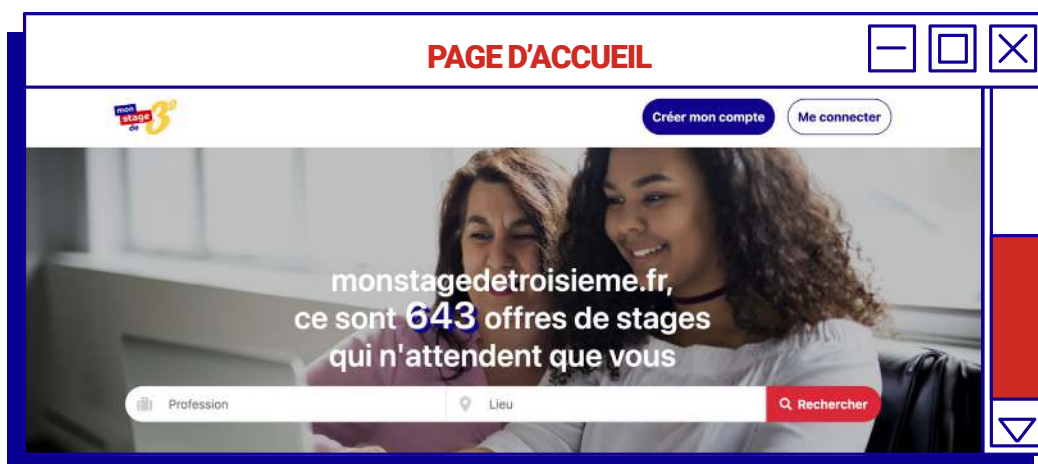 PAGE D'ACCUEIL
mon
stage
de
3e
Créer mon compte
Me connecter
monstagedetroisieme.fr,
ce sont 643 offres de stages
qui n'attendent que vous
Profession
Lieu
Rechercher